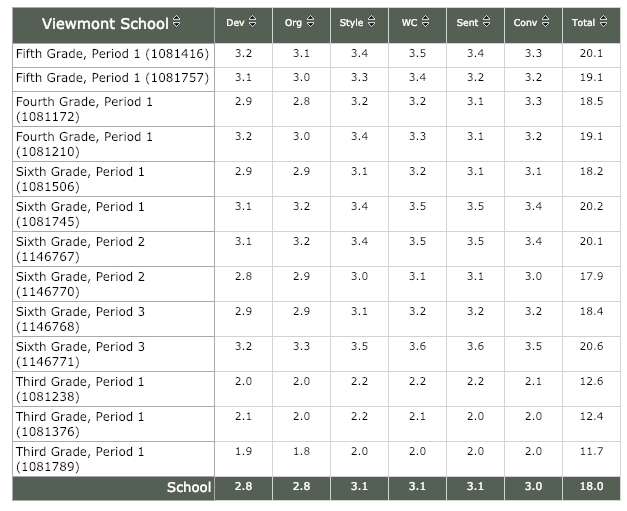 Viewmont School Dev Org Style WC Sent Conv Total
Fifth Grade, Period 1 (1081416) 3.2 3.1 3.4 3.5 3.4 3.3 20.1
Fifth Grade, Period 1 (1081757) 3.1 3.0 3.3 3.4 3.2 3.2 19.1
Fourth Grade, Period 1 2.9 2.8 3.2 3.2 3.1 3.3 18.5
(1081172)
Fourth Grade, Period 1 3.2 3.0 3.4 3.3 3.1 3.2 19.1
(1081210)
Sixth Grade, Period 1 2.9 2.9 3.1 3.2 3.1 3.1 18.2
(1081506)
Sixth Grade, Period 1 3.1 3.2 3.4 3.5 3.5 3.4 20.2
(1081745)
Sixth Grade, Period 2 3.1 3.2 3.4 3.5 3.5 3.4 20.1
(1146767)
Sixth Grade, Period 2 2.8 2.9 3.0 3.1 3.1 3.0 17.9
(1146770)
Sixth Grade, Period 3 2.9 2.9 3.1 3.2 3.2 3.2 18.4
(1146768)
Sixth Grade, Period 3 3.2 3.3 3.5 3.6 3.6 3.5 20.6
(1146771)
Third Grade, Period 1 2.0 2.0 2.2 2.2 2.2 2.1 12.6
(1081238)
Third Grade, Period 1 2.1 2.0 2.2 2.1 2.0 2.0 12.4
(1081376)
Third Grade, Period 1 1.9 1.8 2.0 2.0 2.0 2.0 11.7
(1081789)
School 2.8 2.8 3.1 3.1 3.1 3.0 18.0